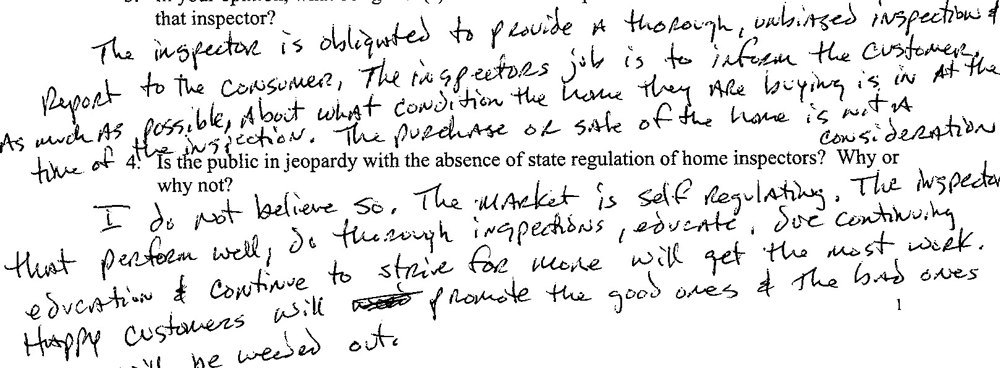 that inspector?
The inspector is obligated to provide A thorough, unbiased inspection &
Report to the consumer, The inspectors job is to inform the customer,
As much As possible, About what condition the home they Are buying is in At the
time of the inspection. The purchase or sale of the home is not A
consideration
4. Is the public in jeopardy with the absence of state regulation of home inspectors? Why or
why not?
I do not believe so. The market is self Regulating. The inspector
that perform well, do thorough inspections, educate, due continuing
education & continue to strive for more will get the most work.
Happy customers will promote the good ones & The bad ones
1
be weeded out.